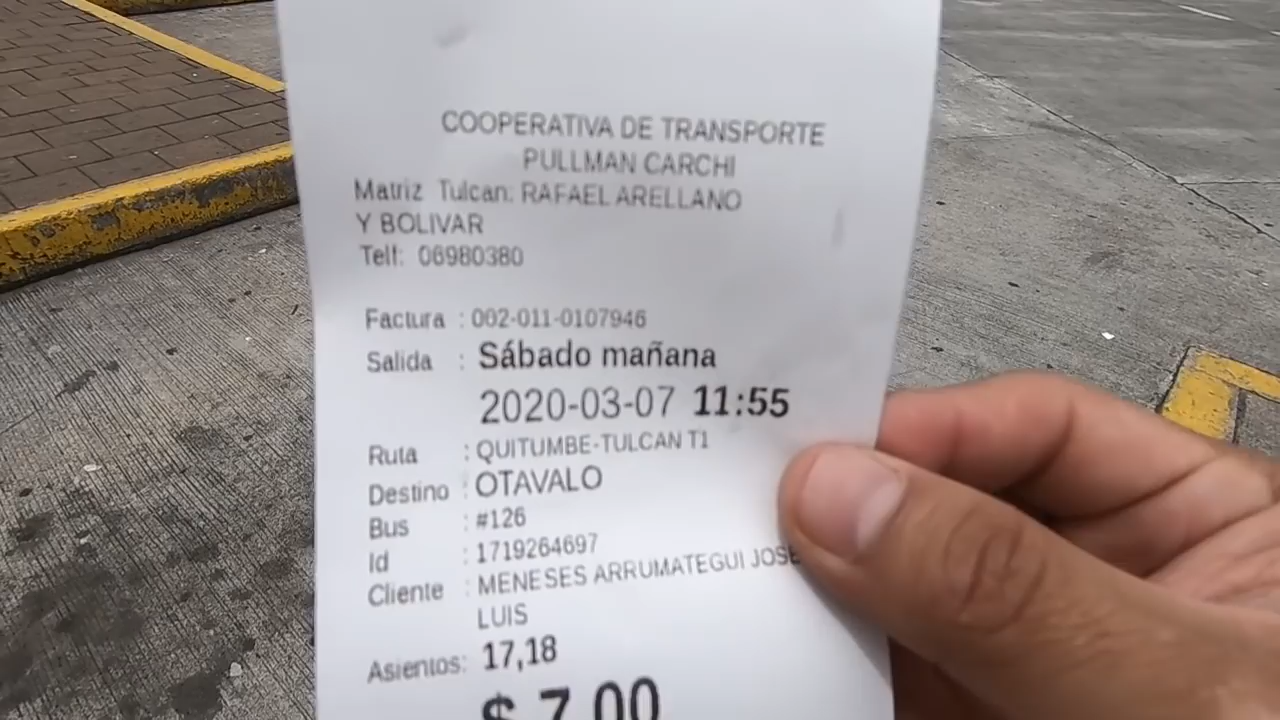 COOPERATIVA DE TRANSPORTE
PULLMAN CARCHI
Matriz Tulcan: RAFAEL ARELLANO
Y BOLIVAR
Telf: 06980380
Factura : 002-011-0107946
Salida : Sábado mañana
2020-03-07 11:55
Ruta : QUITUMBE-TULCAN T1
Destino : OTAVALO
Bus : #126
Id : 1719264697
Cliente : MENESES ARRUMATEGUI JOSE
LUIS
Asientos: 17,18
$ 7.00